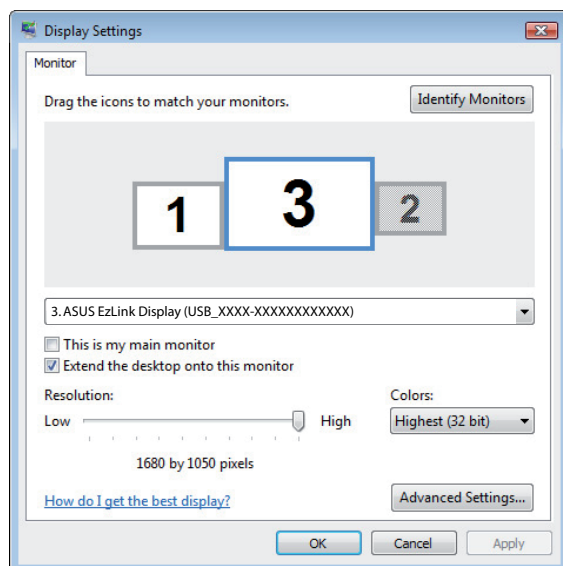 Display Settings
Monitor
Drag the icons to match your monitors.
Identify Monitors
1 3 2
3. ASUS EzLink Display (USB_XXXX-XXXXXXXXXXXX)
This is my main monitor
Extend the desktop onto this monitor
Resolution: Colors:
Low High Highest (32 bit)
1680 by 1050 pixels
How do I get the best display? Advanced Settings...
OK Cancel Apply